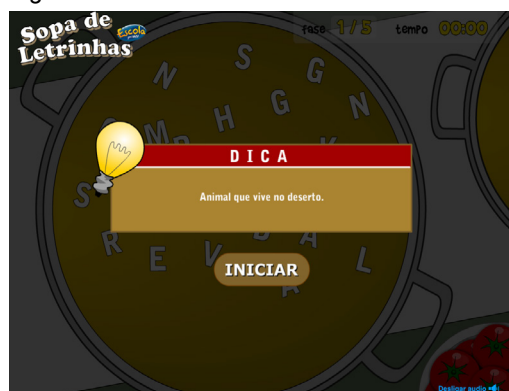 Sopa de
Letrinhas
Escola
fase 1/3 tempo 00:00
S
N G
G
H N
M
DICA
Animal que vive no deserto.
S
R E V A L
INICIAR
Desligar audio